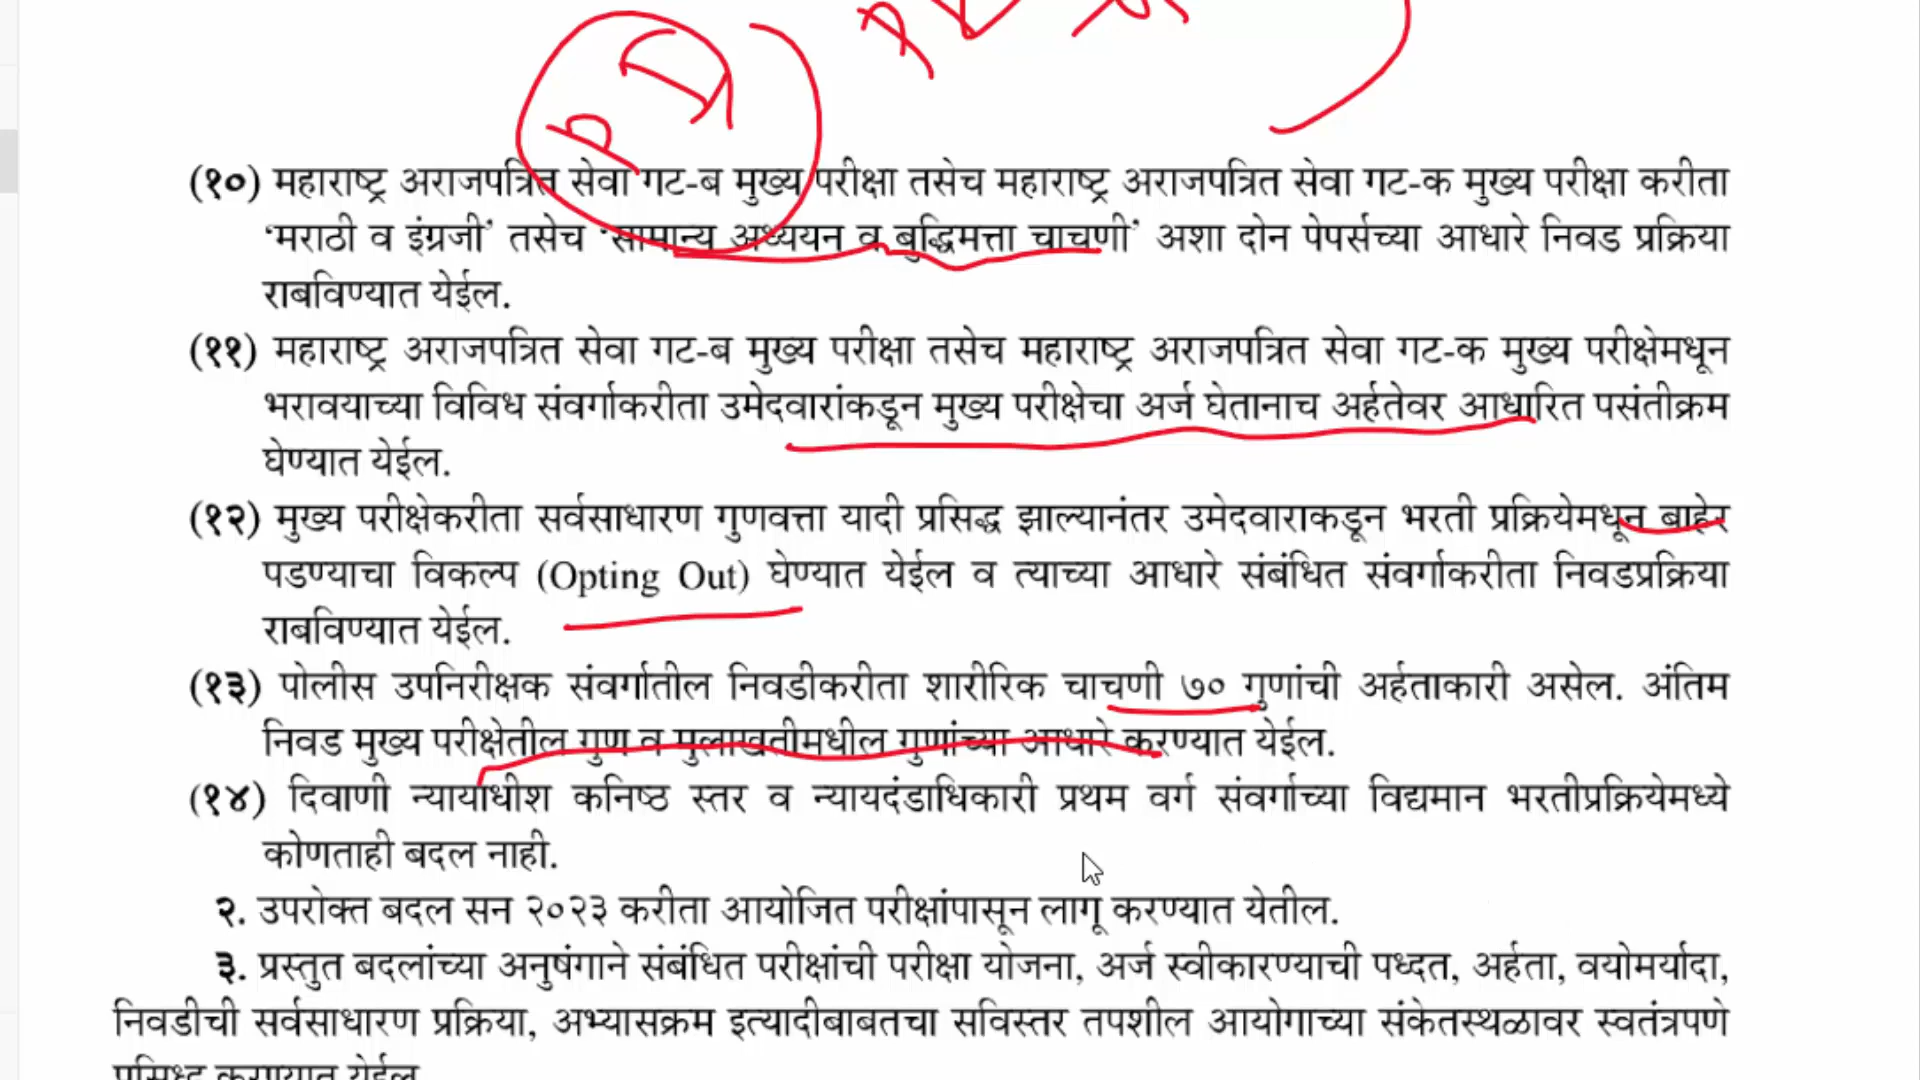 (१०) महाराष्ट्र अराजपत्रित सेवा गट-ब मुख्य परीक्षा तसेच महाराष्ट्र अराजपत्रित सेवा गट-क मुख्य परीक्षा करीता
‘मराठी व इंग्रजी’ तसेच ‘सामान्य अध्ययन व बुद्धिमत्ता चाचणी’ अशा दोन पेपर्सच्या आधारे निवड प्रक्रिया
राबविण्यात येईल.
(११) महाराष्ट्र अराजपत्रित सेवा गट-ब मुख्य परीक्षा तसेच महाराष्ट्र अराजपत्रित सेवा गट-क मुख्य परीक्षेमधून
भरावयाच्या विविध संवर्गाकरीता उमेदवारांकडून मुख्य परीक्षेचा अर्ज घेतानाच अर्हतेवर आधारित पसंतीक्रम
घेण्यात येईल.
(१२) मुख्य परीक्षेकरीता सर्वसाधारण गुणवत्ता यादी प्रसिद्ध झाल्यानंतर उमेदवाराकडून भरती प्रक्रियेमधून बाहेर
पडण्याचा विकल्प (Opting Out) घेण्यात येईल व त्याच्या आधारे संबंधित संवर्गाकरीता निवडप्रक्रिया
राबविण्यात येईल.
(१३) पोलीस उपनिरीक्षक संवर्गातील निवडीकरीता शारीरिक चाचणी ७० गुणांची अर्हताकारी असेल. अंतिम
निवड मुख्य परीक्षेतील गुण व मुलाखतीमधील गुणांच्या आधारे करण्यात येईल.
(१४) दिवाणी न्यायाधीश कनिष्ठ स्तर व न्यायदंडाधिकारी प्रथम वर्ग संवर्गाच्या विद्यमान भरतीप्रक्रियेमध्ये
कोणताही बदल नाही.
२. उपरोक्त बदल सन २०२३ करीता आयोजित परीक्षांपासून लागू करण्यात येतील.
३. प्रस्तुत बदलांच्या अनुषंगाने संबंधित परीक्षांची परीक्षा योजना, अर्ज स्वीकारण्याची पध्दत, अर्हता, वयोमर्यादा,
निवडीची सर्वसाधारण प्रक्रिया, अभ्यासक्रम इत्यादीबाबतचा सविस्तर तपशील आयोगाच्या संकेतस्थळावर स्वतंत्रपणे
प्रसिध्द करण्यात येईल